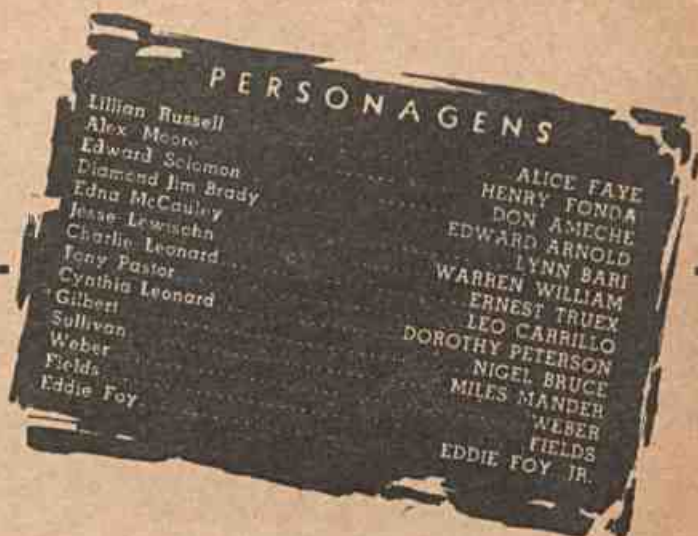 PERSONAGENS
Lillian Russell ALICE FAYE
Alex Moore HENRY FONDA
Edward Solomon DON AMECHE
Diamond Jim Brady EDWARD ARNOLD
Edna McCauley LYNN BARI
Jesse Lewisohn WARREN WILLIAM
Charlie Leonard ERNEST TRUEX
Tony Pastor LEO CARRILLO
Cynthia Leonard DOROTHY PETERSON
Gilbert NIGEL BRUCE
Sullivan MILES MANDER
Weber WEBER
Fields FIELDS
Eddie Foy EDDIE FOY JR.